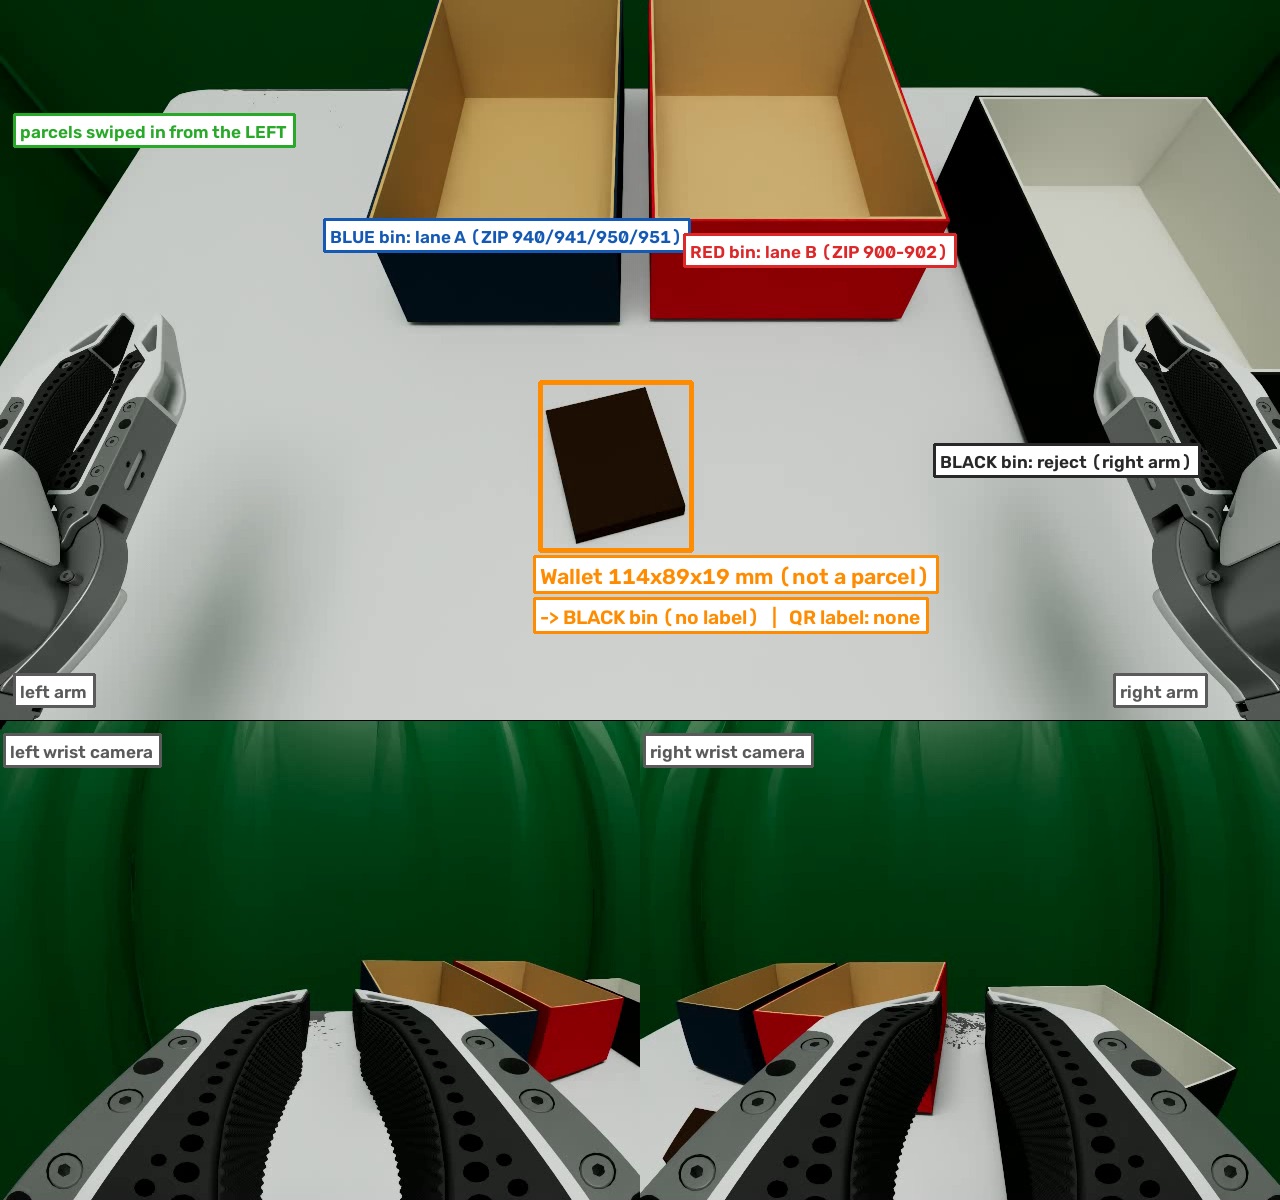 parcels swiped in from the LEFT
BLUE bin: lane A (ZIP 940/941/950/951)
RED bin: lane B (ZIP 900-902)
BLACK bin: reject (right arm)
Wallet 114x89x19 mm (not a parcel)
-> BLACK bin (no label) | QR label: none
left arm
right arm
left wrist camera
right wrist camera